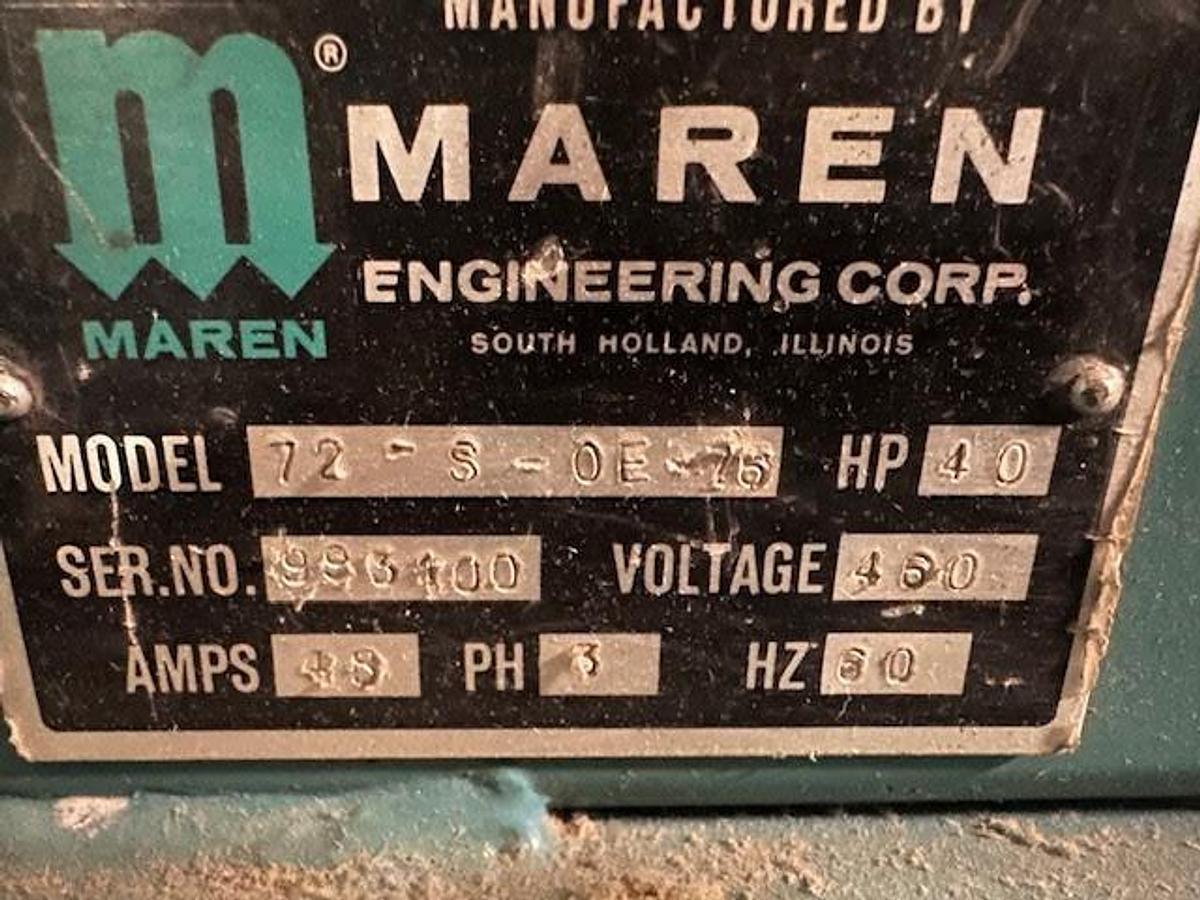 MANUFACTURED BY
m ®
MAREN
ENGINEERING CORP.
MAREN
SOUTH HOLLAND, ILLINOIS
MODEL 72 - S - OE - HP 40
SER.NO. VOLTAGE 460
AMPS PH 3 HZ 60